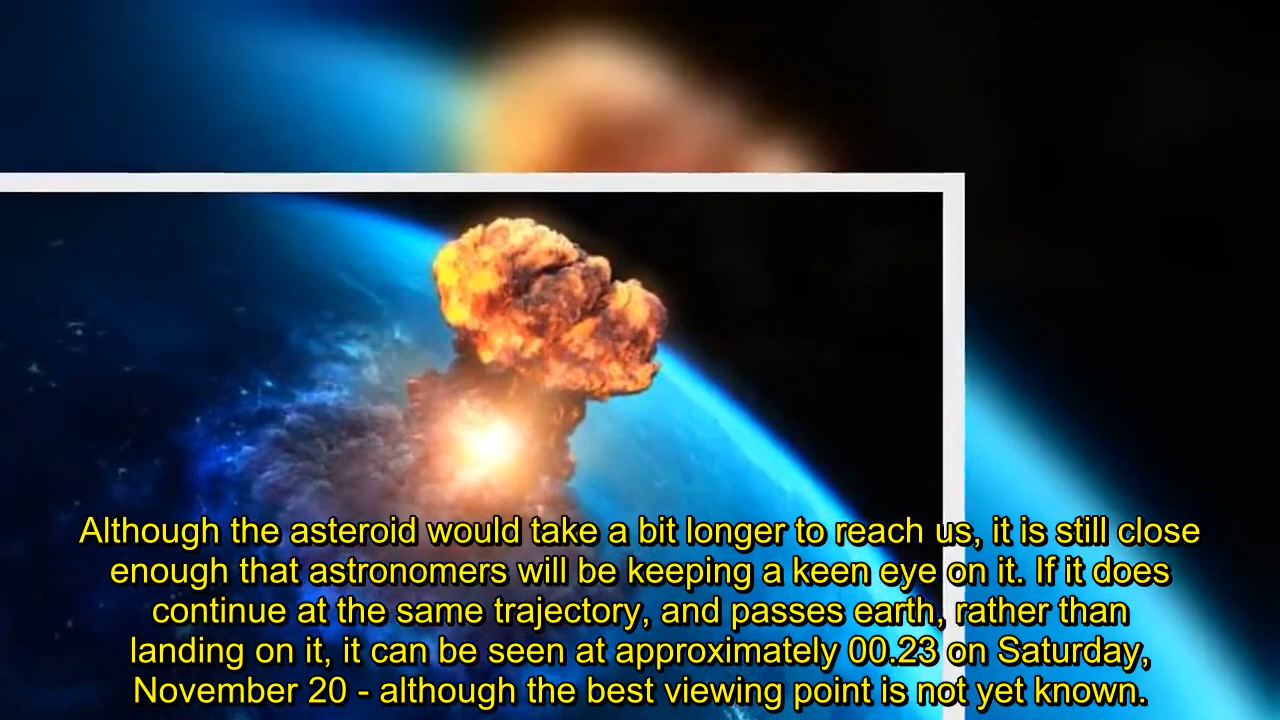 Although the asteroid would take a bit longer to reach us, it is still close
enough that astronomers will be keeping a keen eye on it. If it does
continue at the same trajectory, and passes earth, rather than
landing on it, it can be seen at approximately 00.23 on Saturday,
November 20 - although the best viewing point is not yet known.